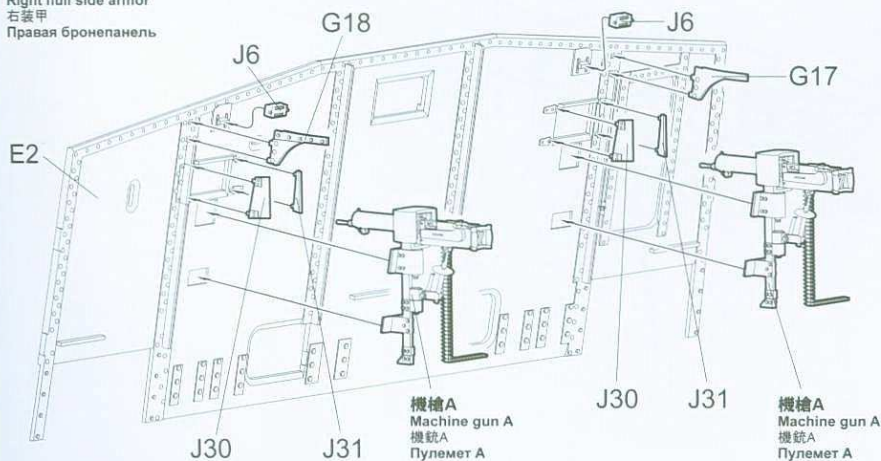 Right hull side armor
右装甲
Правая бронепанель
G18
J6
J6
G17
E2
機槍A
Machine gun A
機銃A
Пулемет A
J30
J31
機槍A
Machine gun A
機銃A
Пулемет A
J30
J31